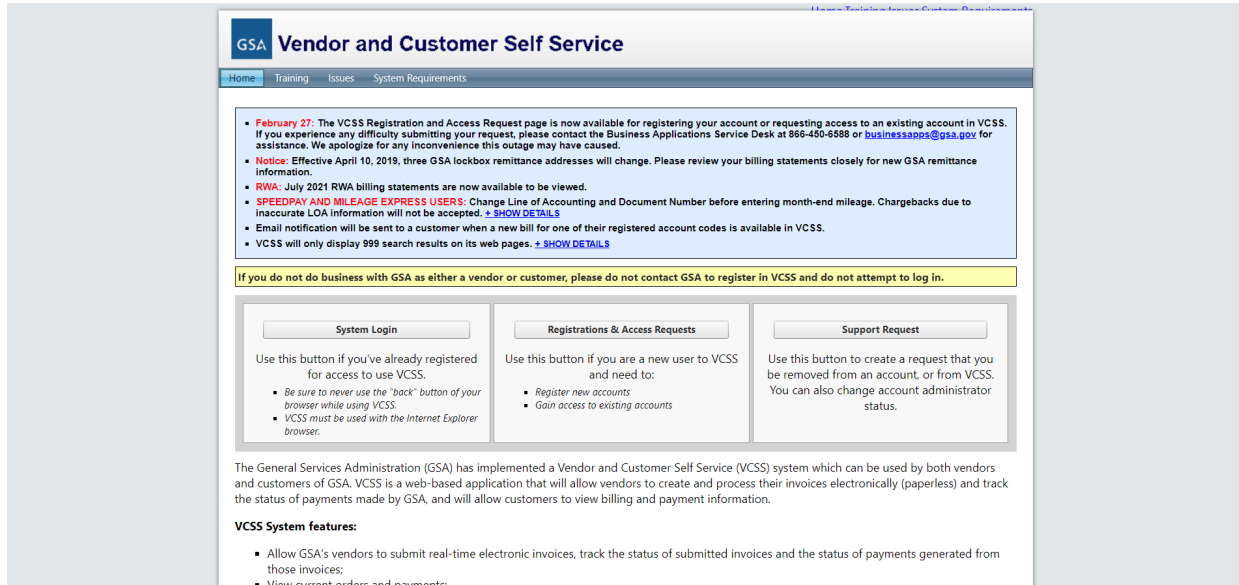 Home Training Issues System Requirements
GSA Vendor and Customer Self Service
Home Training Issues System Requirements
▪ February 27: The VCSS Registration and Access Request page is now available for registering your account or requesting access to an existing account in VCSS.
If you experience any difficulty submitting your request, please contact the Business Applications Service Desk at 866-450-6588 or businessapps@gsa.gov for
assistance. We apologize for any inconvenience this outage may have caused.
▪ Notice: Effective April 10, 2019, three GSA lockbox remittance addresses will change. Please review your billing statements closely for new GSA remittance
information.
▪ RWA: July 2021 RWA billing statements are now available to be viewed.
▪ SPEEDPAY AND MILEAGE EXPRESS USERS: Change Line of Accounting and Document Number before entering month-end mileage. Chargebacks due to
inaccurate LOA information will not be accepted. + SHOW DETAILS
▪ Email notification will be sent to a customer when a new bill for one of their registered account codes is available in VCSS.
▪ VCSS will only display 999 search results on its web pages. + SHOW DETAILS
If you do not do business with GSA as either a vendor or customer, please do not contact GSA to register in VCSS and do not attempt to log in.
System Login
Use this button if you've already registered
for access to use VCSS.
▪ Be sure to never use the "back" button of your
browser while using VCSS.
▪ VCSS must be used with the Internet Explorer
browser.
Registrations & Access Requests
Use this button if you are a new user to VCSS
and need to:
▪ Register new accounts
▪ Gain access to existing accounts
Support Request
Use this button to create a request that you
be removed from an account, or from VCSS.
You can also change account administrator
status.
The General Services Administration (GSA) has implemented a Vendor and Customer Self Service (VCSS) system which can be used by both vendors
and customers of GSA. VCSS is a web-based application that will allow vendors to create and process their invoices electronically (paperless) and track
the status of payments made by GSA, and will allow customers to view billing and payment information.
VCSS System features:
▪ Allow GSA's vendors to submit real-time electronic invoices, track the status of submitted invoices and the status of payments generated from
those invoices;
▪ View current orders and payments;